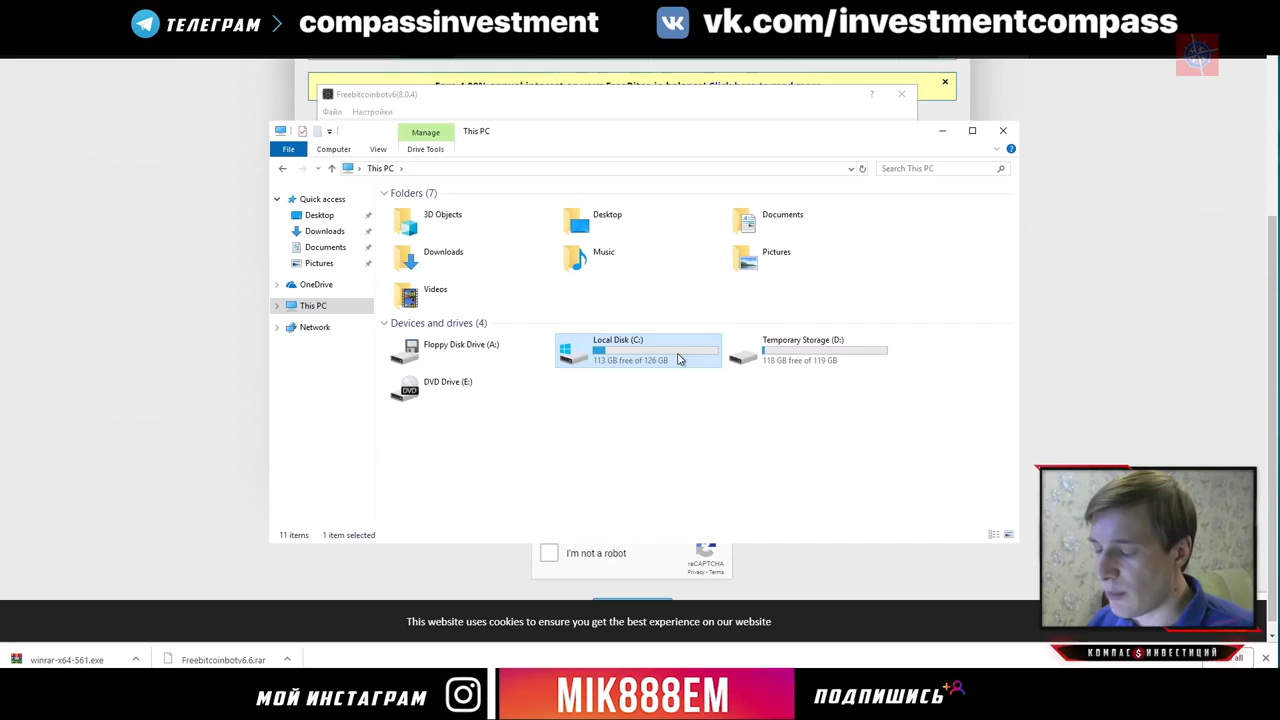 ТЕЛЕГРАМ > compassinvestment vk.com/investmentcompass
Freebitcoinbotv6(8.0.4) ?
Файл Настройки
Manage This PC
File Computer View Drive Tools
This PC Search This PC
Quick access
Desktop
Downloads
Documents
Pictures
OneDrive
This PC
Network
Folders (7)
3D Objects Desktop Documents
Downloads Music Pictures
Videos
Devices and drives (4)
Floppy Disk Drive (A:) Local Disk (C:) Temporary Storage (D:)
113 GB free of 126 GB 118 GB free of 119 GB
DVD Drive (E:)
DVD
11 items 1 item selected
I'm not a robot
reCAPTCHA
Privacy - Terms
This website uses cookies to ensure you get the best experience on our website
winrar-x64-561.exe Freebitcoinbotv6.6.rar all
КОМПАС $ ИНВЕСТИЦИЙ
МОЙ ИНСТАГРАМ MIK888EM ПОДПИШИСЬ